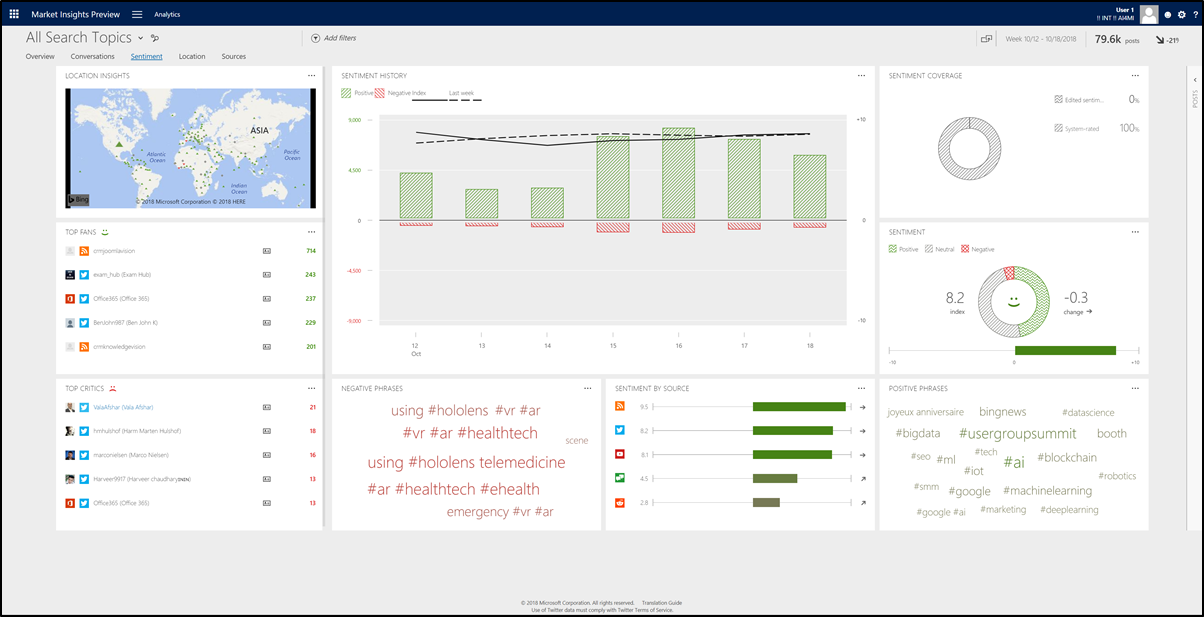 Market Insights Preview
Analytics
User 1
!! INT !! AI4MI
?
All Search Topics
Add filters
Week 10/12 - 10/18/2018
79.6k posts
Overview
Conversations
Sentiment
Location
Sources
POSTS
LOCATION INSIGHTS
ASIA
Atlantic
Ocean
Pacific
Ocean
Indian
Ocean
Bing
© 2018 Microsoft Corporation © 2018 HERE
SENTIMENT HISTORY
Positive
Negative
Index
Last week
9,000
4,500
0
-4,500
-9,000
+10
0
-10
12
Oct
13
14
15
16
17
18
SENTIMENT COVERAGE
Edited sentim...
0%
System-rated
100%
TOP FANS
crmjoomlavision
714
exam_hub (Exam Hub)
243
Office365 (Office 365)
237
BenJohn987 (Ben John K)
229
crmknowledgevision
201
SENTIMENT
Positive
Neutral
Negative
8.2
index
-0.3
change
-10
0
+10
TOP CRITICS
ValaAfshar (Vala Afshar)
21
hmhulshof (Harm Marten Hulshof)
18
marconielsen (Marco Nielsen)
16
Harveer9917 (Harveer chaudhary
13
Office365 (Office 365)
13
NEGATIVE PHRASES
using #hololens #vr #ar
#vr #ar #healthtech
scene
using #hololens telemedicine
#ar #healthtech #ehealth
emergency #vr #ar
SENTIMENT BY SOURCE
9.5
8.2
8.1
4.5
2.8
POSITIVE PHRASES
joyeux anniversaire bingnews #datascience
#bigdata #usergroupsummit booth
#seo #ml #tech #iot #ai #blockchain
#robotics
#smm #google #machinelearning
#google #ai #marketing #deeplearning
© 2018 Microsoft Corporation. All rights reserved. Translation Guide
Use of Twitter data must comply with Twitter Terms of Service.